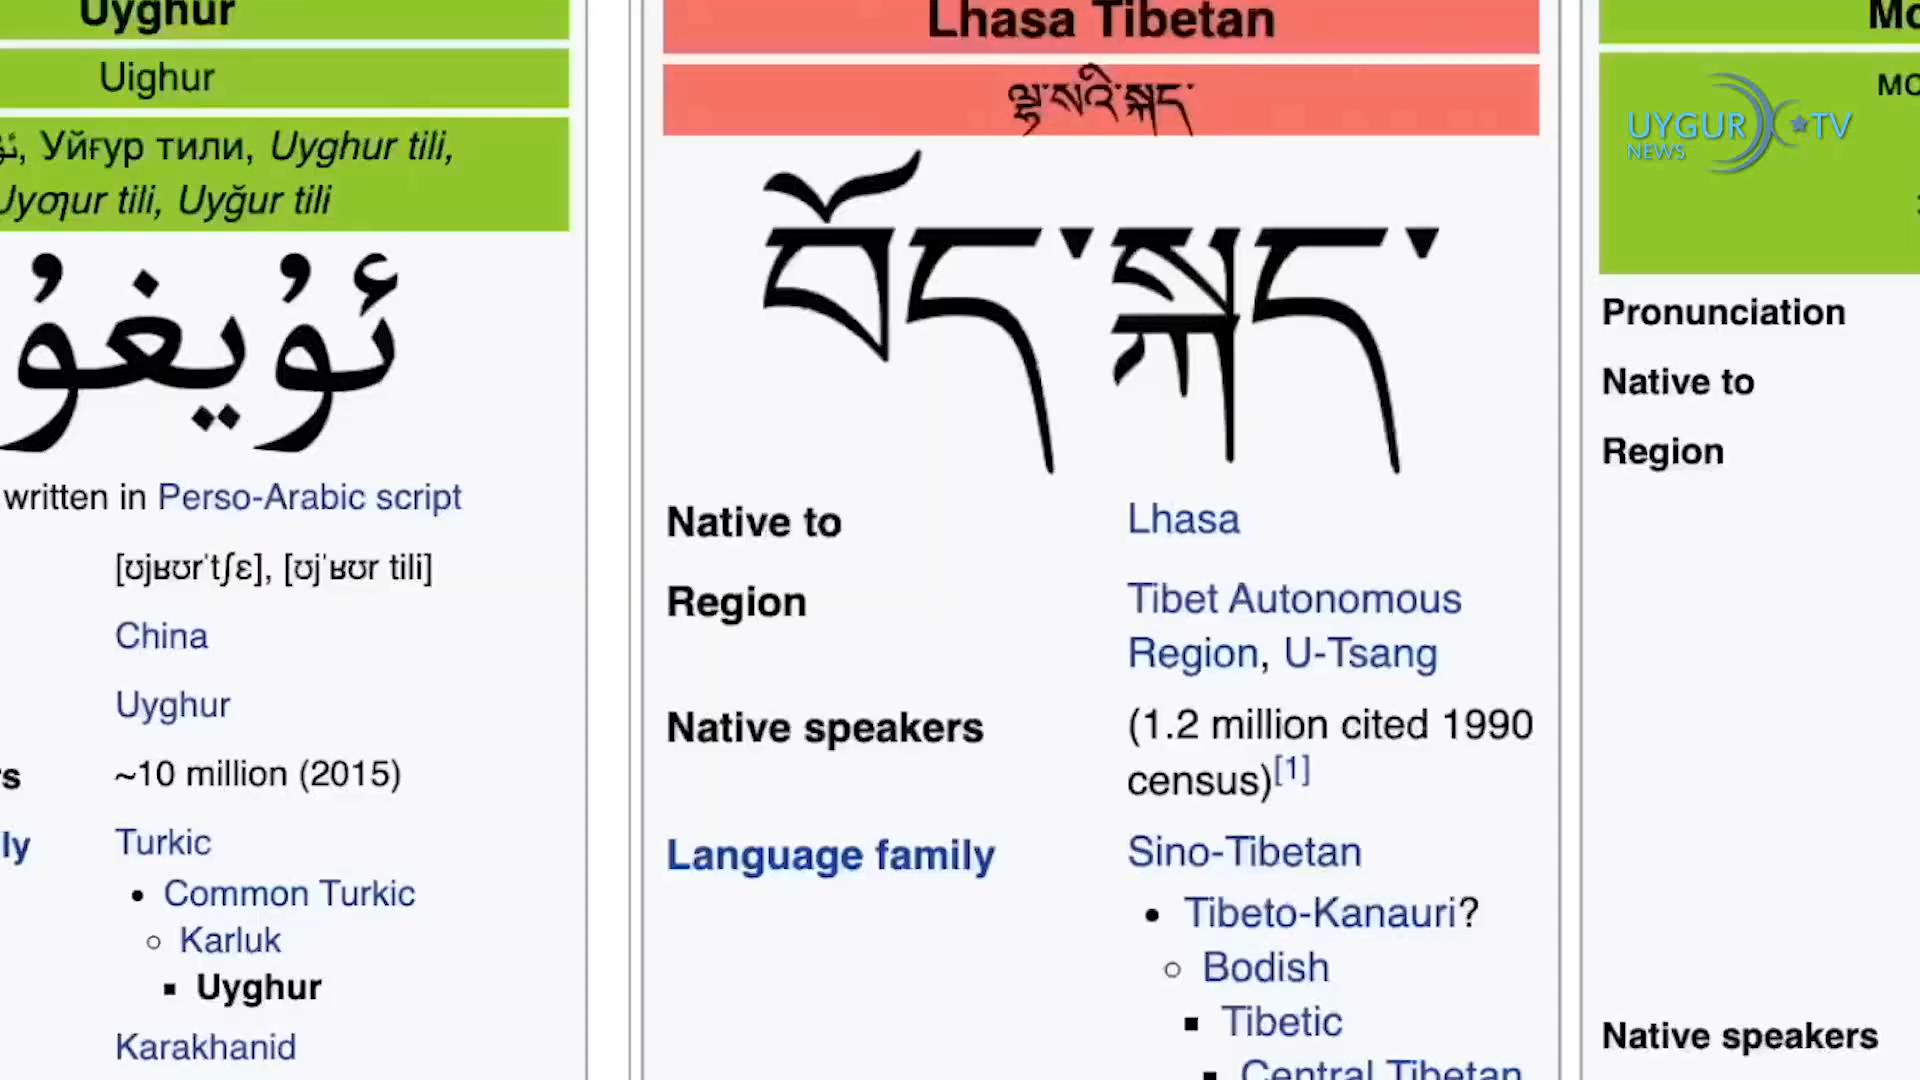 Uyghur
Uighur
Уйғур тили, Uyghur tili,
Uyƣur tili, Uyğur tili
ئۇيغۇ
written in Perso-Arabic script
[ʊjʁʊrˈtʃɛ], [ʊjˈʁʊr tili]
China
Uyghur
~10 million (2015)
Turkic
• Common Turkic
○ Karluk
▪ Uyghur
Karakhanid
Lhasa Tibetan
ལྷ་སའི་སྐད་
བོད་སྐད་
Native to Lhasa
Region Tibet Autonomous
Region, U-Tsang
Native speakers (1.2 million cited 1990
census)[1]
Language family Sino-Tibetan
• Tibeto-Kanauri?
○ Bodish
▪ Tibetic
▪ Central Tibetan
UYGUR TV
NEWS
Pronunciation
Native to
Region
Native speakers